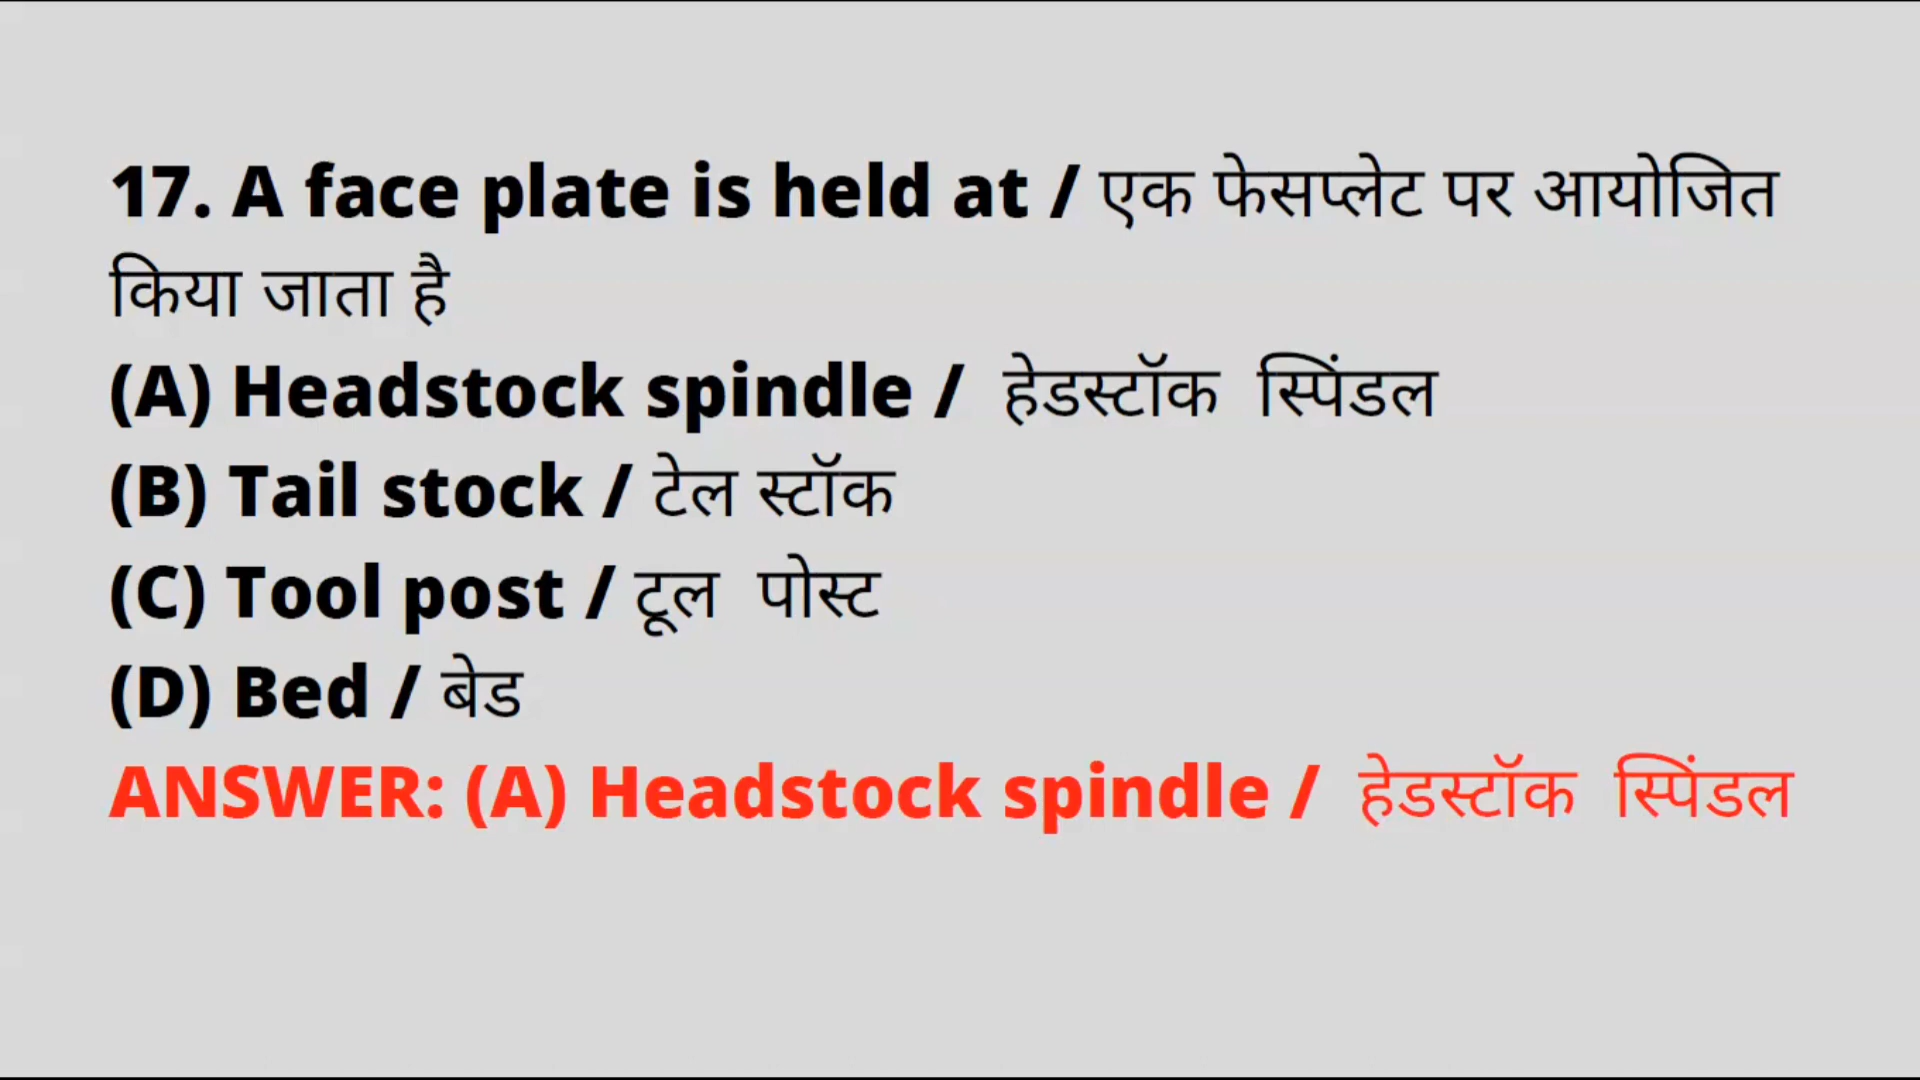 17. A face plate is held at / एक फेसप्लेट पर आयोजित
किया जाता है
(A) Headstock spindle / हेडस्टॉक स्पिंडल
(B) Tail stock / टेल स्टॉक
(C) Tool post / टूल पोस्ट
(D) Bed / बेड
ANSWER: (A) Headstock spindle / हेडस्टॉक स्पिंडल